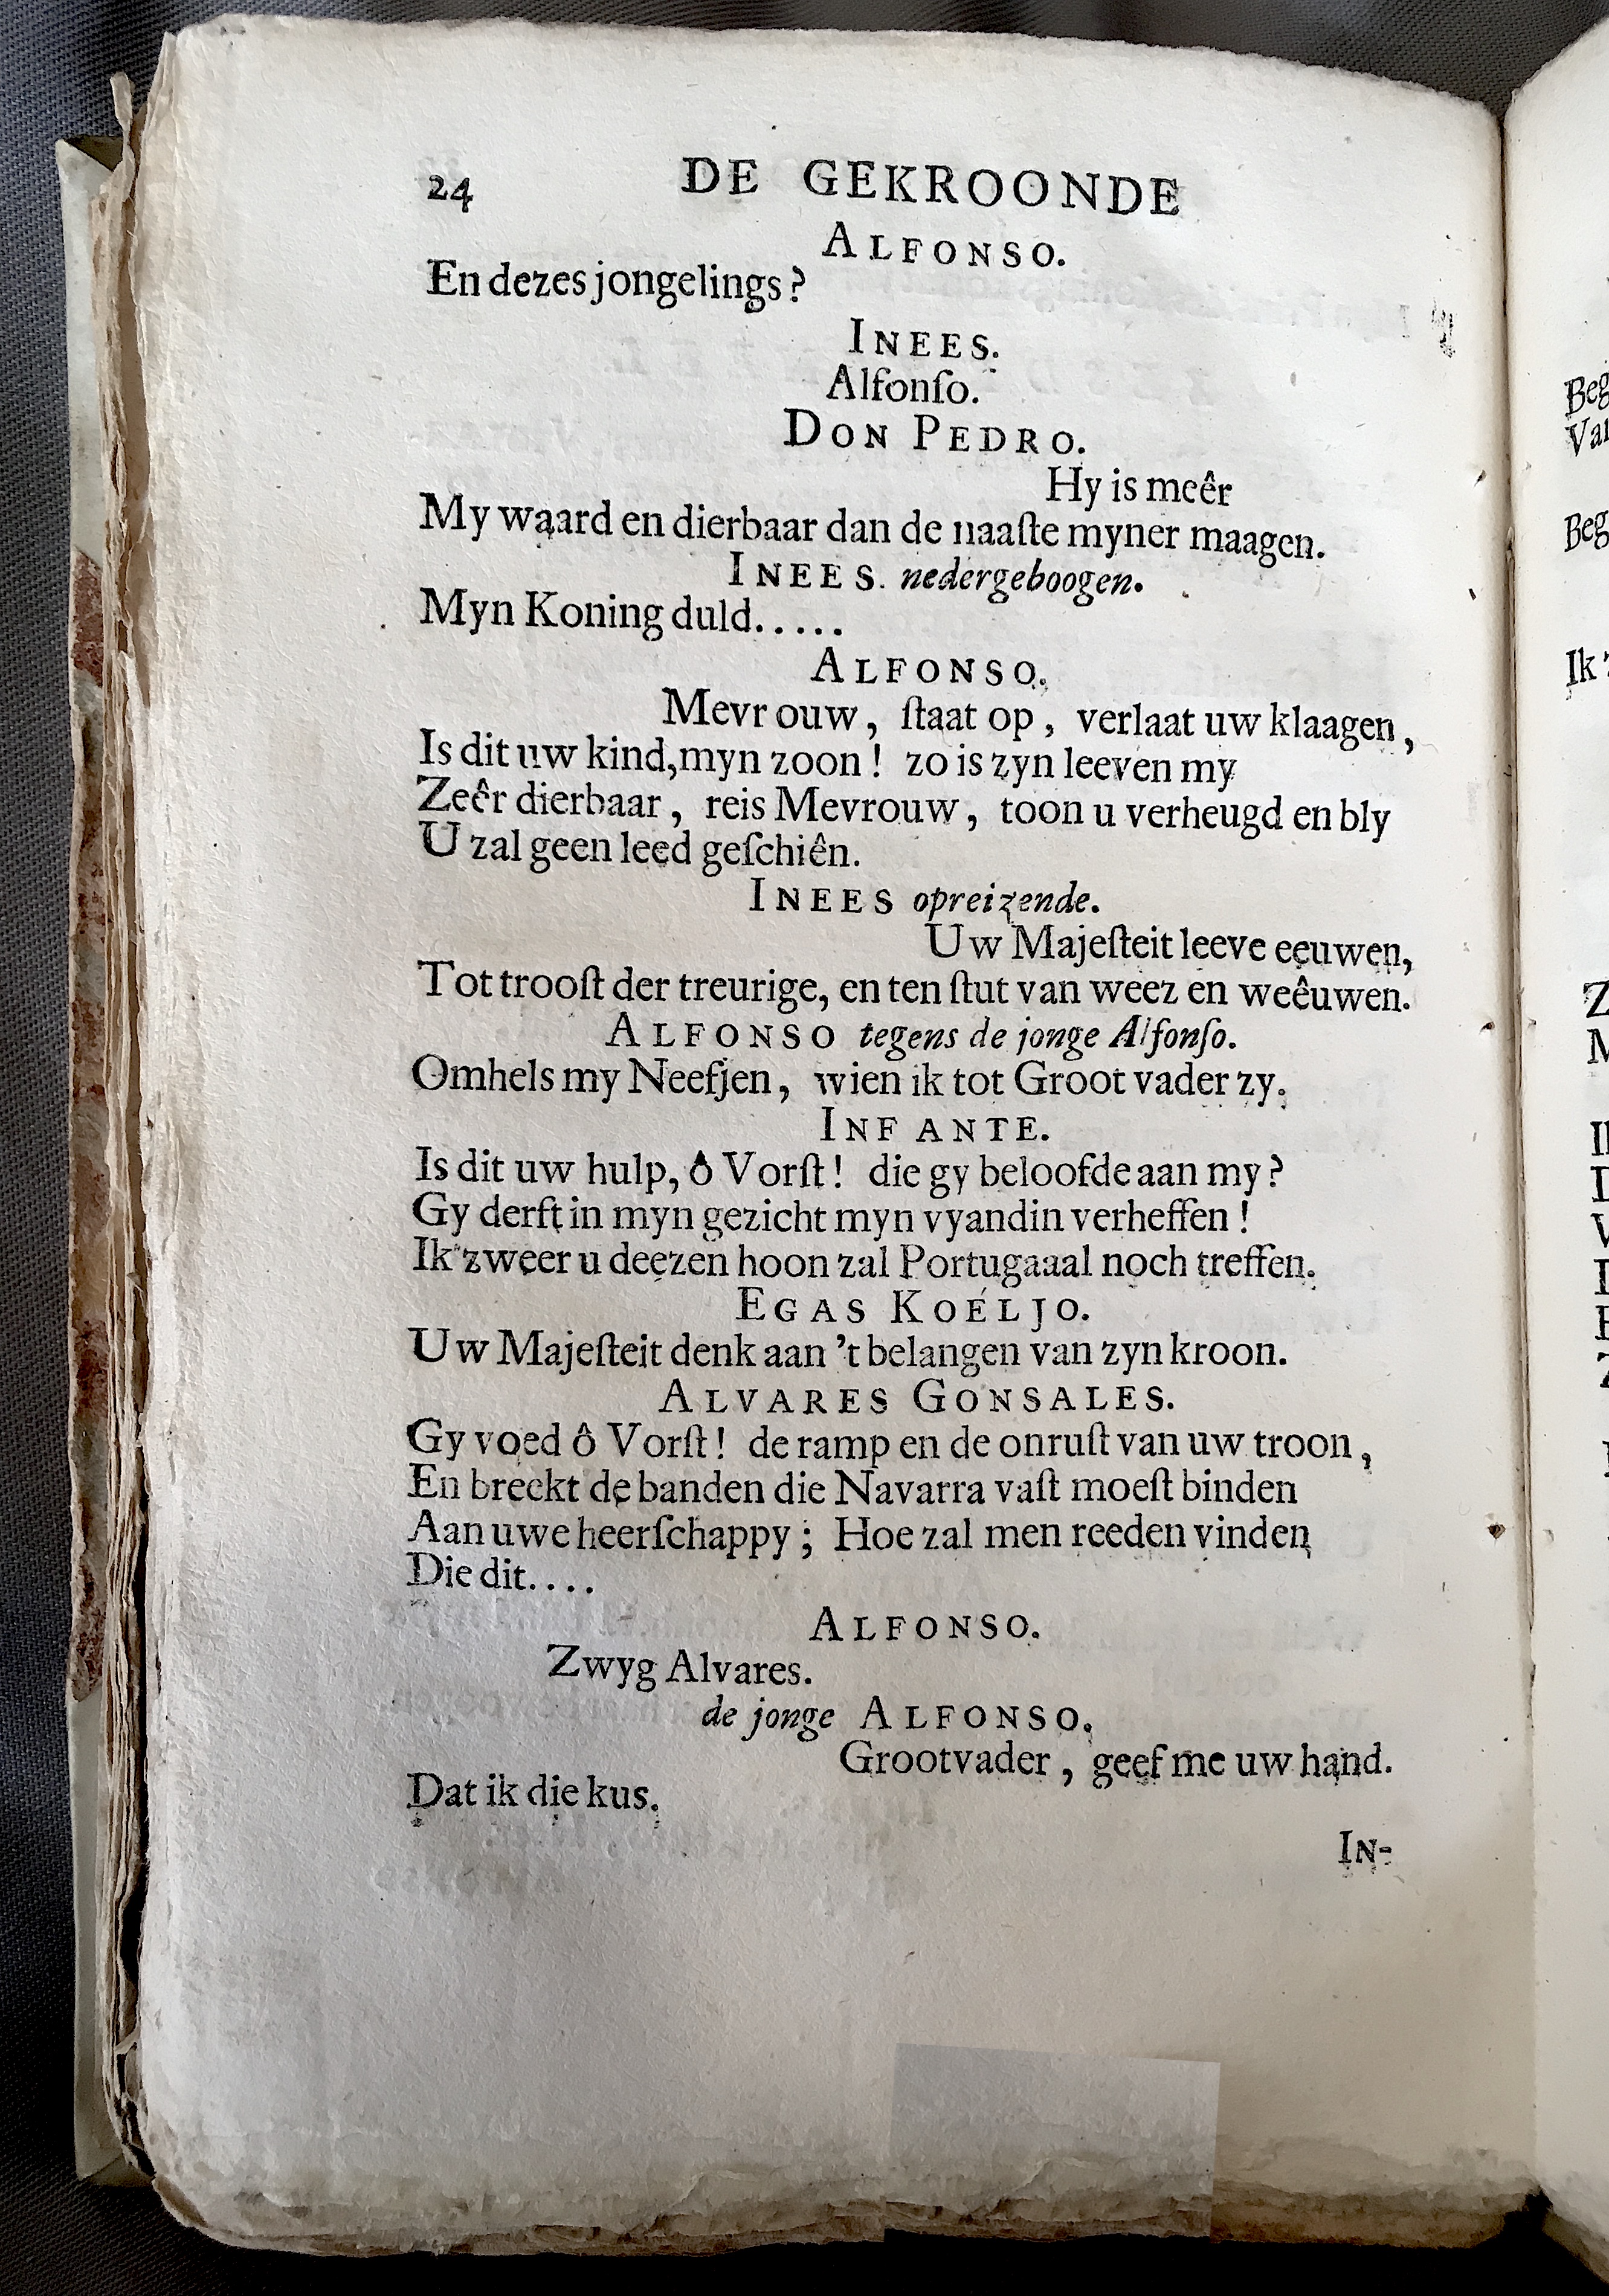 24 DE GEKROONDE
ALFONSO.
En dezes jongelings?
INEES.
Alfonſo.
DON PEDRO.
Hy is meêr
My waard en dierbaar dan de naaſte myner maagen.
INEES. nedergeboogen.
Myn Koning duld.....
ALFONSO.
Mevrouw, ſtaat op, verlaat uw klaagen,
Is dit uw kind, myn zoon! zo is zyn leeven my
Zeêr dierbaar, reis Mevrouw, toon u verheugd en bly
U zal geen leed geſchiên.
INEES opreizende.
Uw Majeſteit leeve eeuwen,
Tot trooſt der treurige, en ten ſtut van weez en weêuwen.
ALFONSO tegens de jonge Alfonſo.
Omhels my Neefjen, wien ik tot Groot vader zy.
INFANTE.
Is dit uw hulp, ô Vorſt! die gy beloofde aan my?
Gy derft in myn gezicht myn vyandin verheffen!
Ik zweer u deezen hoon zal Portugaaal noch treffen.
EGAS KOÉLJO.
Uw Majeſteit denk aan 't belangen van zyn kroon.
ALVARES GONSALES.
Gy voed ô Vorſt! de ramp en de onruſt van uw troon,
En breekt de banden die Navarra vaſt moeſt binden
Aan uwe heerſchappy; Hoe zal men reeden vinden
Die dit....
ALFONSO.
Zwyg Alvares.
de jonge ALFONSO.
Grootvader, geef me uw hand.
Dat ik die kus.
IN-
Beg
Van
Beg
Ik
Z
M